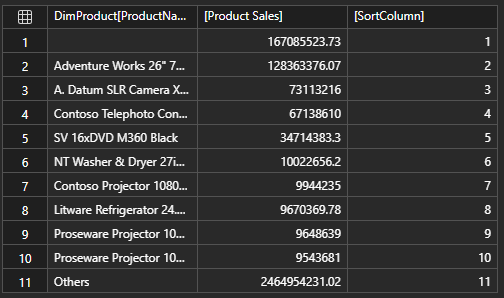 DimProduct[ProductNa... [Product Sales] [SortColumn]
1 167085523.73 1
2 Adventure Works 26" 7... 128363376.07 2
3 A. Datum SLR Camera X... 73113216 3
4 Contoso Telephoto Con... 67138610 4
5 SV 16xDVD M360 Black 34714383.3 5
6 NT Washer & Dryer 27i... 10022656.2 6
7 Contoso Projector 1080... 9944235 7
8 Litware Refrigerator 24.... 9670369.78 8
9 Proseware Projector 10... 9648639 9
10 Proseware Projector 10... 9543681 10
11 Others 2464954231.02 11